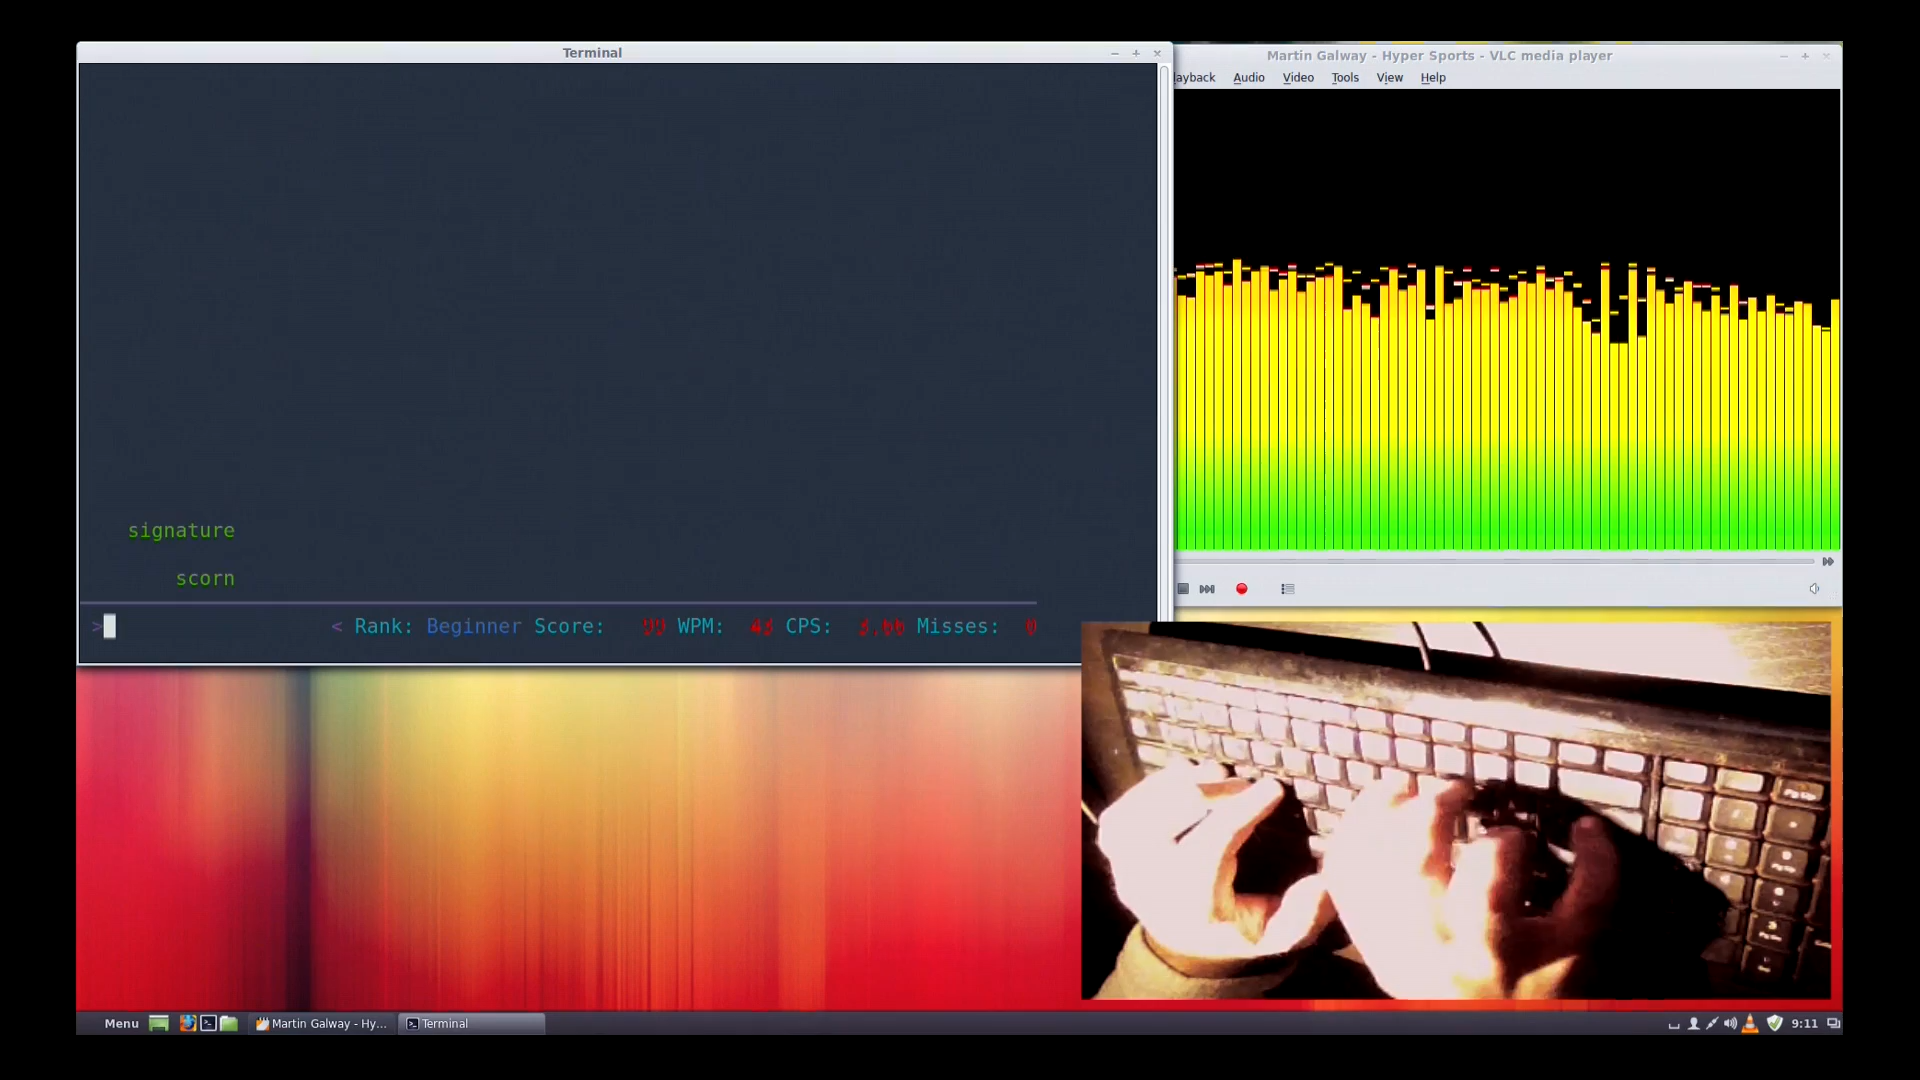 Terminal
Martin Galway - Hyper Sports - VLC media player
layback Audio Video Tools View Help
signature
scorn
> < Rank: Beginner Score: WPM: CPS: Misses:
Menu Martin Galway - Hy... Terminal 9:11